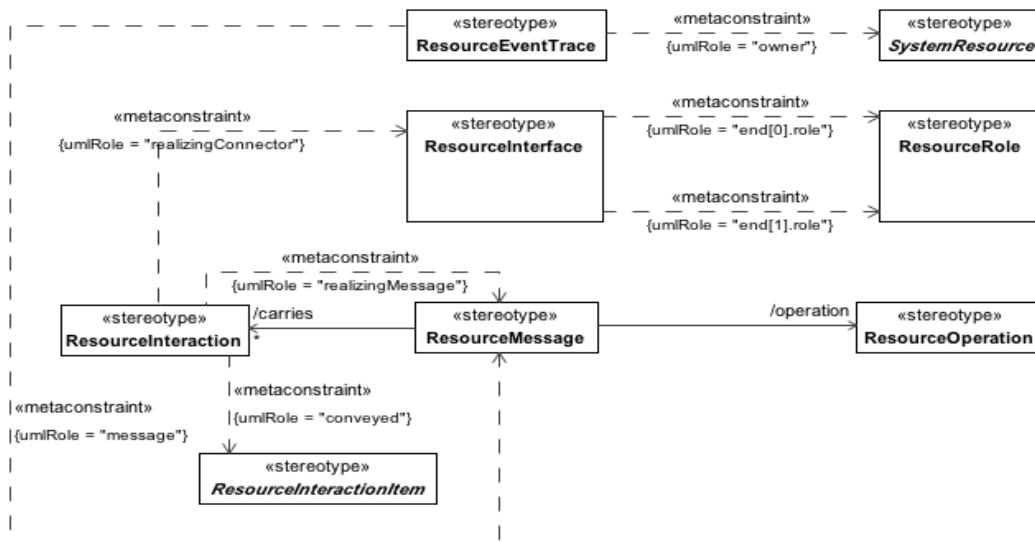 «stereotype»
ResourceEventTrace
«metaconstraint»
{umlRole = "owner"}
«stereotype»
SystemResource
«metaconstraint»
{umlRole = "realizingConnector"}
«stereotype»
ResourceInterface
«metaconstraint»
{umlRole = "end[0].role"}
«metaconstraint»
{umlRole = "end[1].role"}
«stereotype»
ResourceRole
«metaconstraint»
{umlRole = "realizingMessage"}
«stereotype»
ResourceInteraction
/carries
*
«stereotype»
ResourceMessage
/operation
«stereotype»
ResourceOperation
«metaconstraint»
{umlRole = "message"}
«metaconstraint»
{umlRole = "conveyed"}
«stereotype»
ResourceInteractionItem